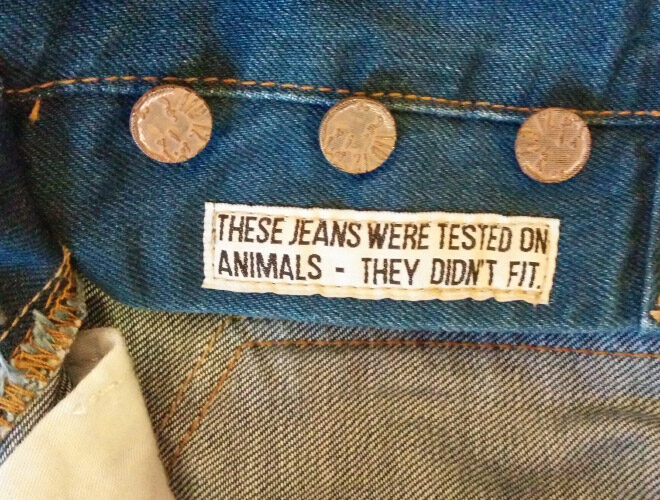 THESE JEANS WERE TESTED ON
ANIMALS - THEY DIDN'T FIT.